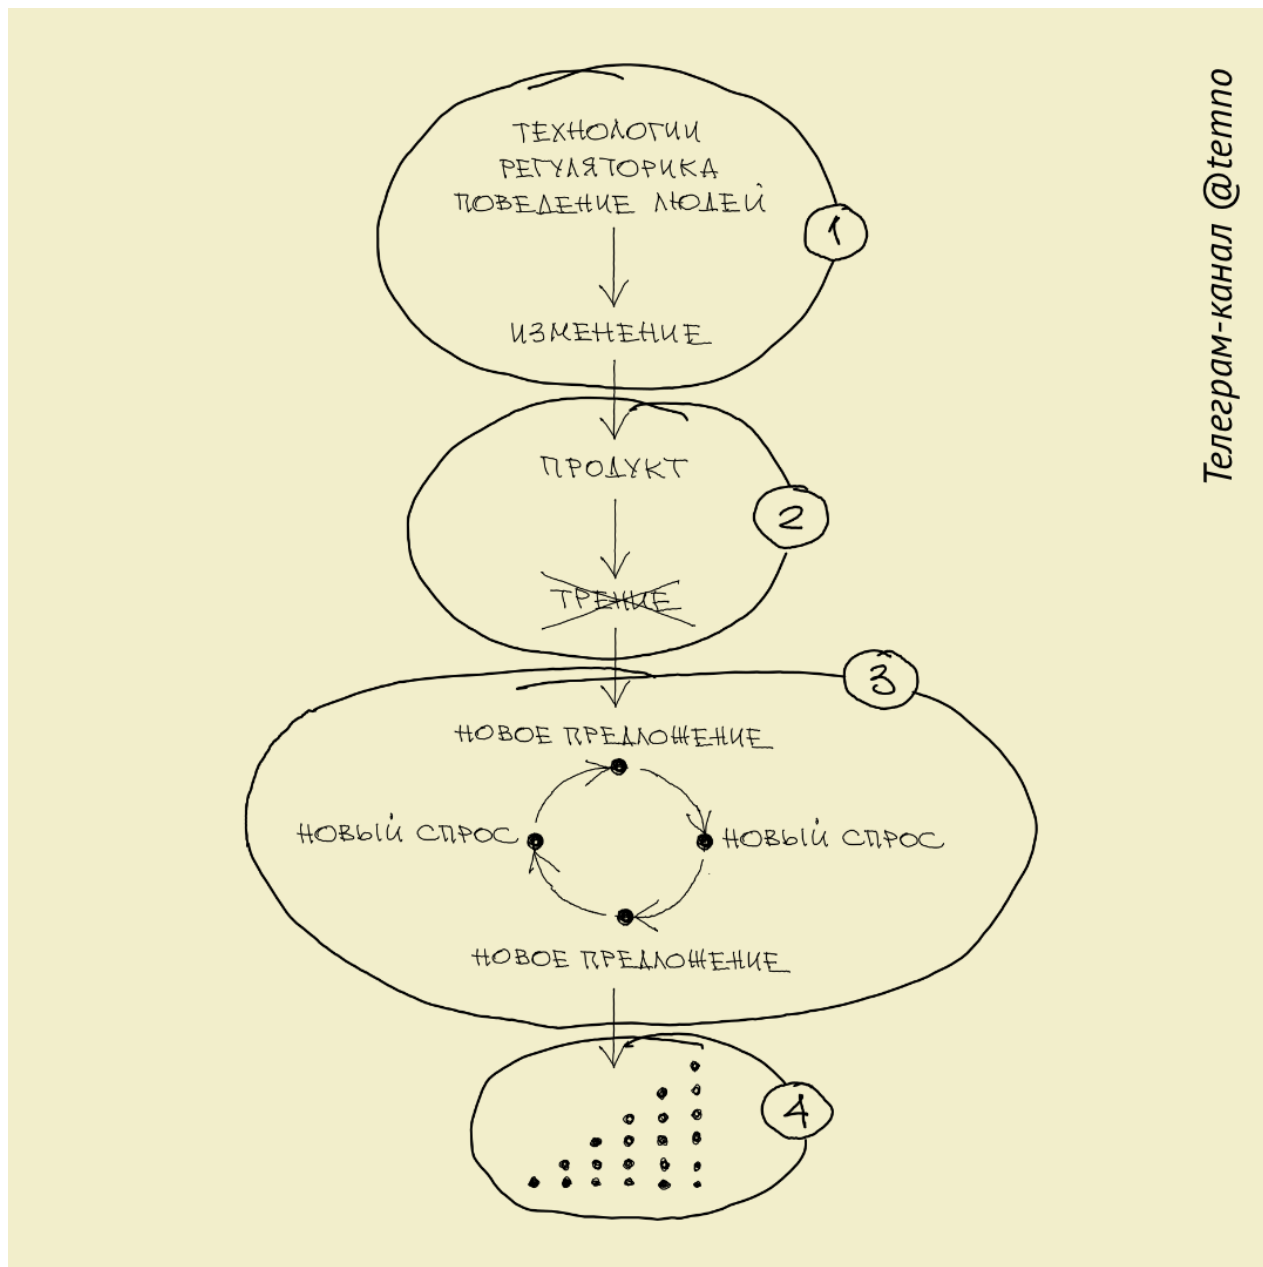 ТЕХНОЛОГИИ
РЕГУЛЯТОРИКА
ПОВЕДЕНИЕ ЛЮДЕЙ
1
ИЗМЕНЕНИЕ
ПРОДУКТ
2
ТРЕНИЕ
3
НОВОЕ ПРЕДЛОЖЕНИЕ
НОВЫЙ СПРОС
НОВЫЙ СПРОС
НОВОЕ ПРЕДЛОЖЕНИЕ
4
Телеграм-канал @temno